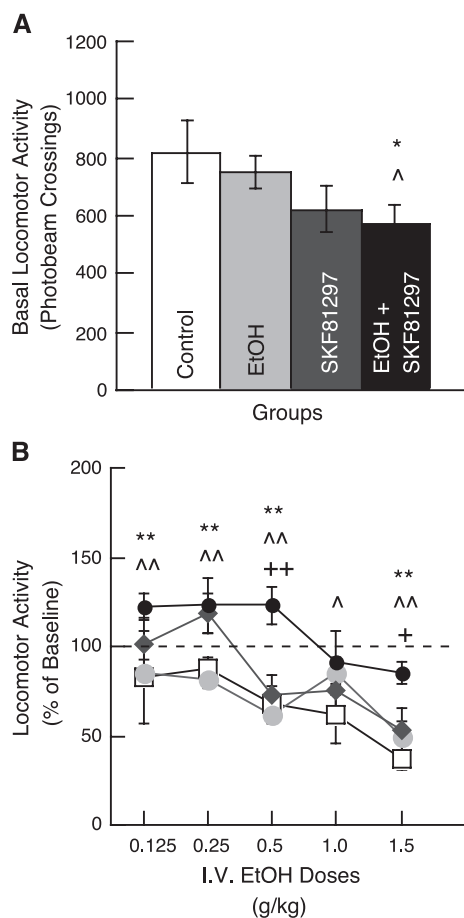 A
Basal Locomotor Activity
(Photobeam Crossings)
1200
1000
800
600
400
200
0
Control
EtOH
SKF81297
EtOH +
SKF81297
*
^
Groups
B
Locomotor Activity
(% of Baseline)
200
150
100
50
0
**
^^
**
^^
**
^^
++
^
**
^^
+
0.125 0.25 0.5 1.0 1.5
I.V. EtOH Doses
(g/kg)